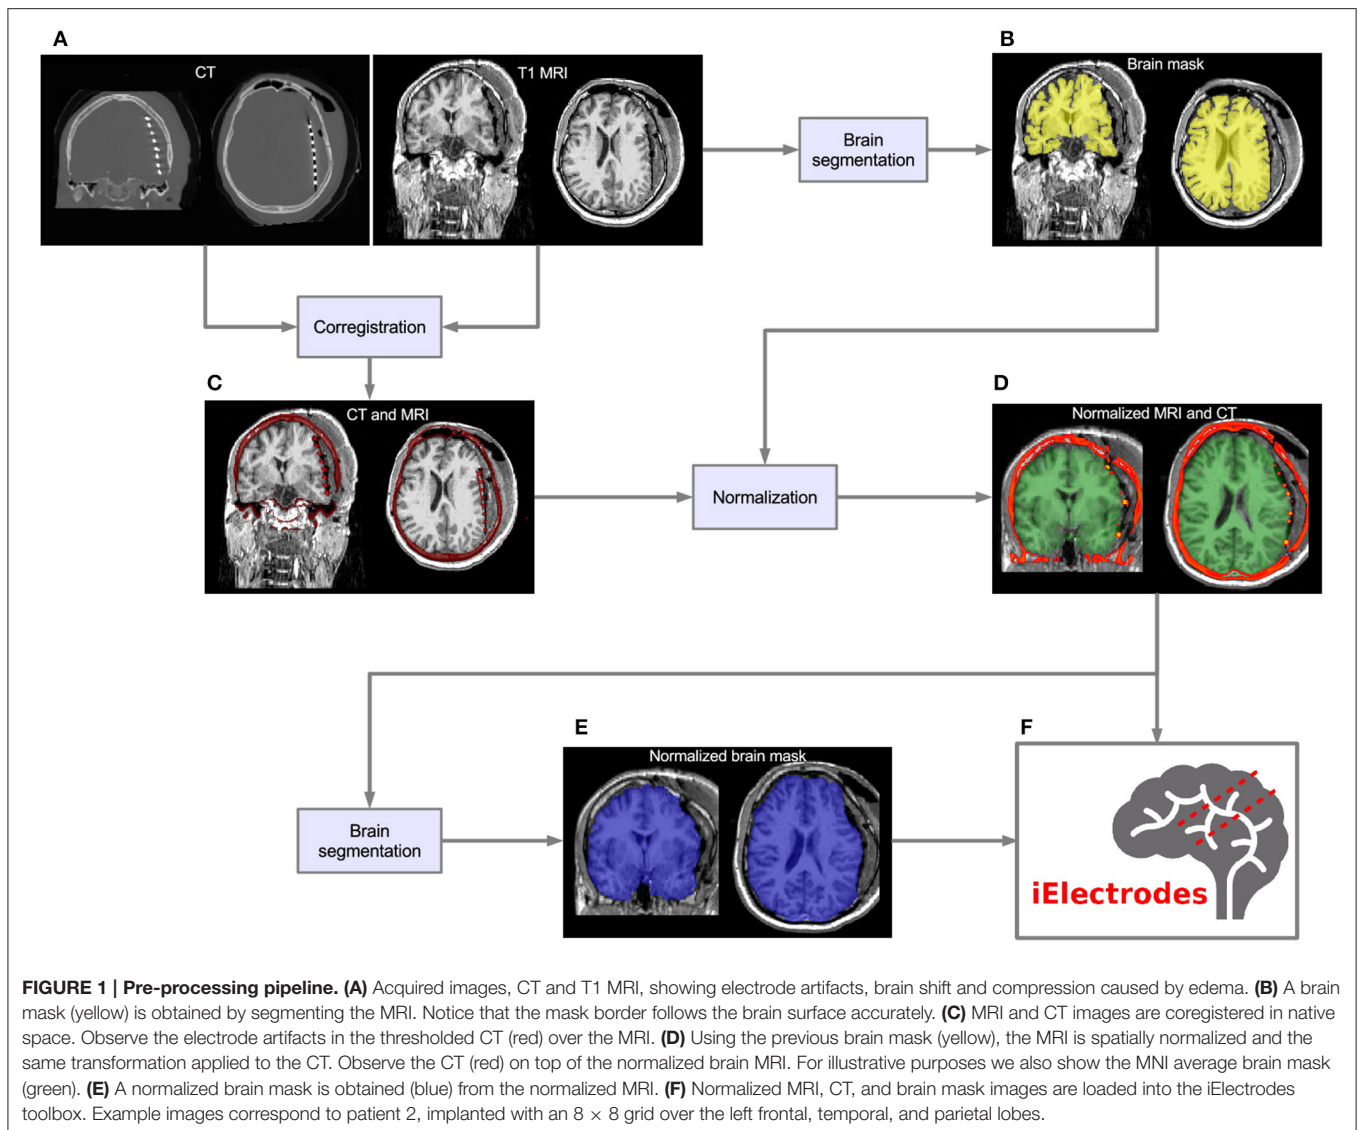 A
CT
T1 MRI
B
Brain mask
Brain
segmentation
Corregistration
C
CT and MRI
D
Normalized MRI and CT
Normalization
E
Normalized brain mask
F
Brain
segmentation
iElectrodes
FIGURE 1 | Pre-processing pipeline. (A) Acquired images, CT and T1 MRI, showing electrode artifacts, brain shift and compression caused by edema. (B) A brain
mask (yellow) is obtained by segmenting the MRI. Notice that the mask border follows the brain surface accurately. (C) MRI and CT images are coregistered in native
space. Observe the electrode artifacts in the thresholded CT (red) over the MRI. (D) Using the previous brain mask (yellow), the MRI is spatially normalized and the
same transformation applied to the CT. Observe the CT (red) on top of the normalized brain MRI. For illustrative purposes we also show the MNI average brain mask
(green). (E) A normalized brain mask is obtained (blue) from the normalized MRI. (F) Normalized MRI, CT, and brain mask images are loaded into the iElectrodes
toolbox. Example images correspond to patient 2, implanted with an 8 × 8 grid over the left frontal, temporal, and parietal lobes.